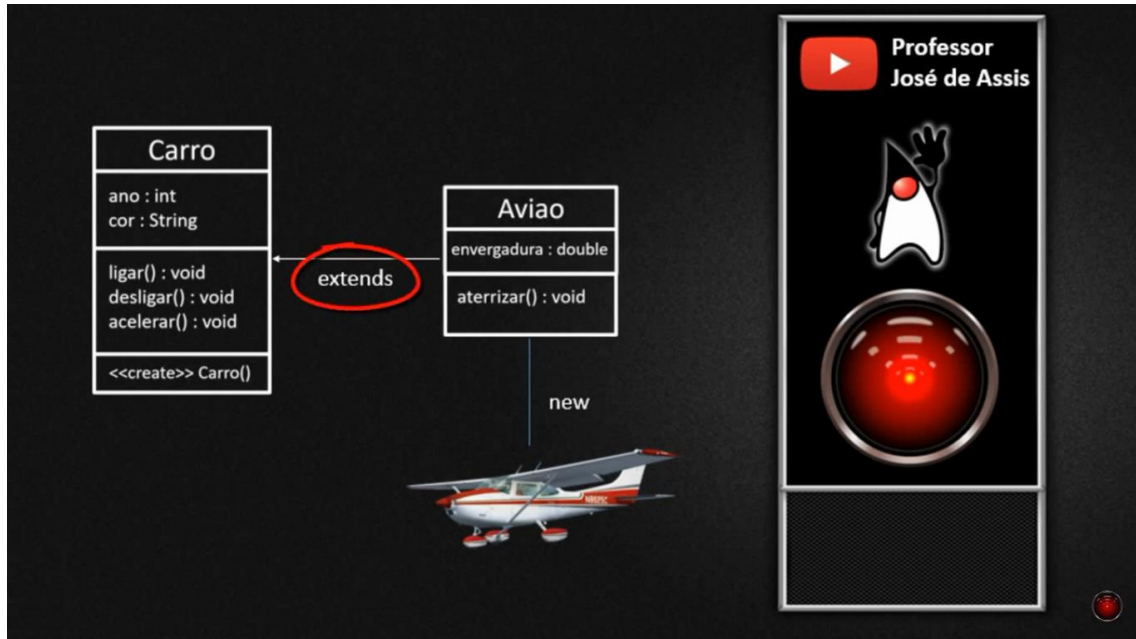 Professor
José de Assis
Carro
ano : int
cor : String
ligar() : void
desligar() : void
acelerar() : void
<<create>> Carro()
extends
Aviao
envergadura : double
aterrizar() : void
new